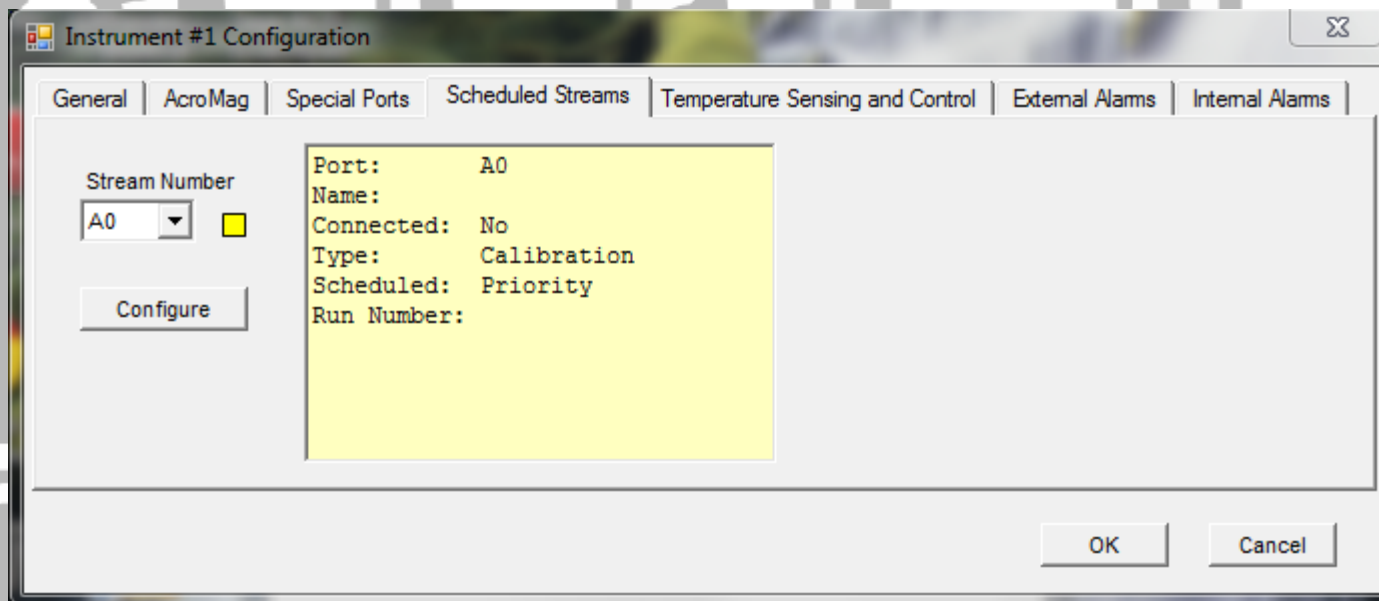 Instrument #1 Configuration
General AcroMag Special Ports Scheduled Streams Temperature Sensing and Control External Alarms Internal Alarms
Stream Number
A0
Configure
Port: A0
Name:
Connected: No
Type: Calibration
Scheduled: Priority
Run Number:
OK Cancel